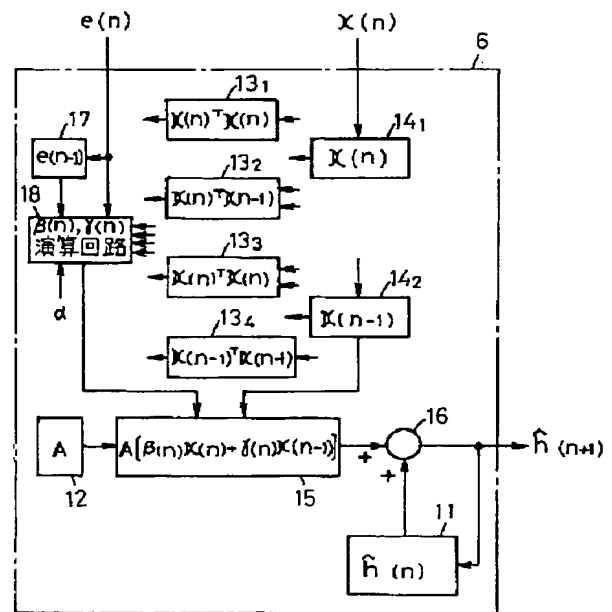 e(n)
x(n)
6
13₁
x(n)ᵀx(n)
14₁
x(n)
17
e(n-1)
13₂
x(n)ᵀx(n-1)
18
β(n),γ(n)
演算回路
13₃
x(n)ᵀx(n)
14₂
x(n-1)
α
13₄
x(n-1)ᵀx(n-1)
A
12
A[β(n)x(n)+γ(n)x(n-1)]
15
16
+
+
ĥ(n+1)
11
ĥ(n)